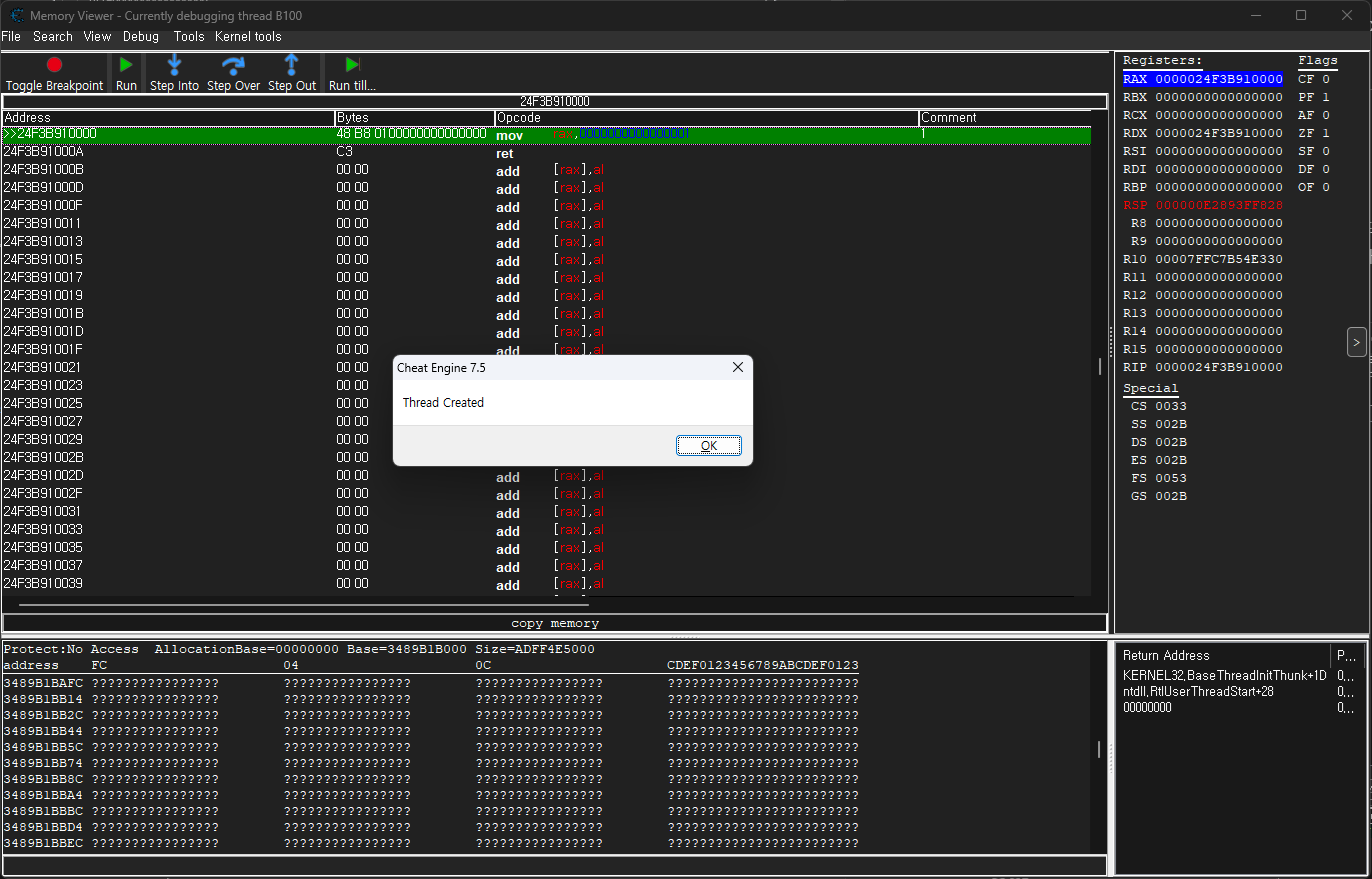 Memory Viewer - Currently debugging thread B100
File Search View Debug Tools Kernel tools
Toggle Breakpoint Run Step Into Step Over Step Out Run till...
24F3B910000
Address Bytes Opcode Comment
>>24F3B910000 48 B8 0100000000000000 mov 1
24F3B91000A C3 ret
24F3B91000B 00 00 add [rax],al
24F3B91000D 00 00 add [rax],al
24F3B91000F 00 00 add [rax],al
24F3B910011 00 00 add [rax],al
24F3B910013 00 00 add [rax],al
24F3B910015 00 00 add [rax],al
24F3B910017 00 00 add [rax],al
24F3B910019 00 00 add [rax],al
24F3B91001B 00 00 add [rax],al
24F3B91001D 00 00 add [rax],al
24F3B91001F 00 00 add [rax],al
24F3B910021 00 00
24F3B910023 00 00
24F3B910025 00 00
24F3B910027 00 00
24F3B910029 00 00
24F3B91002B 00 00
24F3B91002D 00 00 add [rax],al
24F3B91002F 00 00 add [rax],al
24F3B910031 00 00 add [rax],al
24F3B910033 00 00 add [rax],al
24F3B910035 00 00 add [rax],al
24F3B910037 00 00 add [rax],al
24F3B910039 00 00 add [rax],al
Cheat Engine 7.5
Thread Created
OK
copy memory
Registers: Flags
RAX 0000024F3B910000 CF 0
RBX 0000000000000000 PF 1
RCX 0000000000000000 AF 0
RDX 0000024F3B910000 ZF 1
RSI 0000000000000000 SF 0
RDI 0000000000000000 DF 0
RBP 0000000000000000 OF 0
RSP 000000E2893FF828
R8 0000000000000000
R9 0000000000000000
R10 00007FFC7B54E330
R11 0000000000000000
R12 0000000000000000
R13 0000000000000000
R14 0000000000000000
R15 0000000000000000
RIP 0000024F3B910000
>
Special
CS 0033
SS 002B
DS 002B
ES 002B
FS 0053
GS 002B
Protect:No Access AllocationBase=00000000 Base=3489B1B000 Size=ADFF4E5000
address FC 04 0C CDEF0123456789ABCDEF0123
3489B1BAFC ???????????????? ???????????????? ???????????????? ????????????????????????
3489B1BB14 ???????????????? ???????????????? ???????????????? ????????????????????????
3489B1BB2C ???????????????? ???????????????? ???????????????? ????????????????????????
3489B1BB44 ???????????????? ???????????????? ???????????????? ????????????????????????
3489B1BB5C ???????????????? ???????????????? ???????????????? ????????????????????????
3489B1BB74 ???????????????? ???????????????? ???????????????? ????????????????????????
3489B1BB8C ???????????????? ???????????????? ???????????????? ????????????????????????
3489B1BBA4 ???????????????? ???????????????? ???????????????? ????????????????????????
3489B1BBBC ???????????????? ???????????????? ???????????????? ????????????????????????
3489B1BBD4 ???????????????? ???????????????? ???????????????? ????????????????????????
3489B1BBEC ???????????????? ???????????????? ???????????????? ????????????????????????
Return Address P...
KERNEL32,BaseThreadInitThunk+1D 0...
ntdll,RtlUserThreadStart+28 0...
00000000 0...